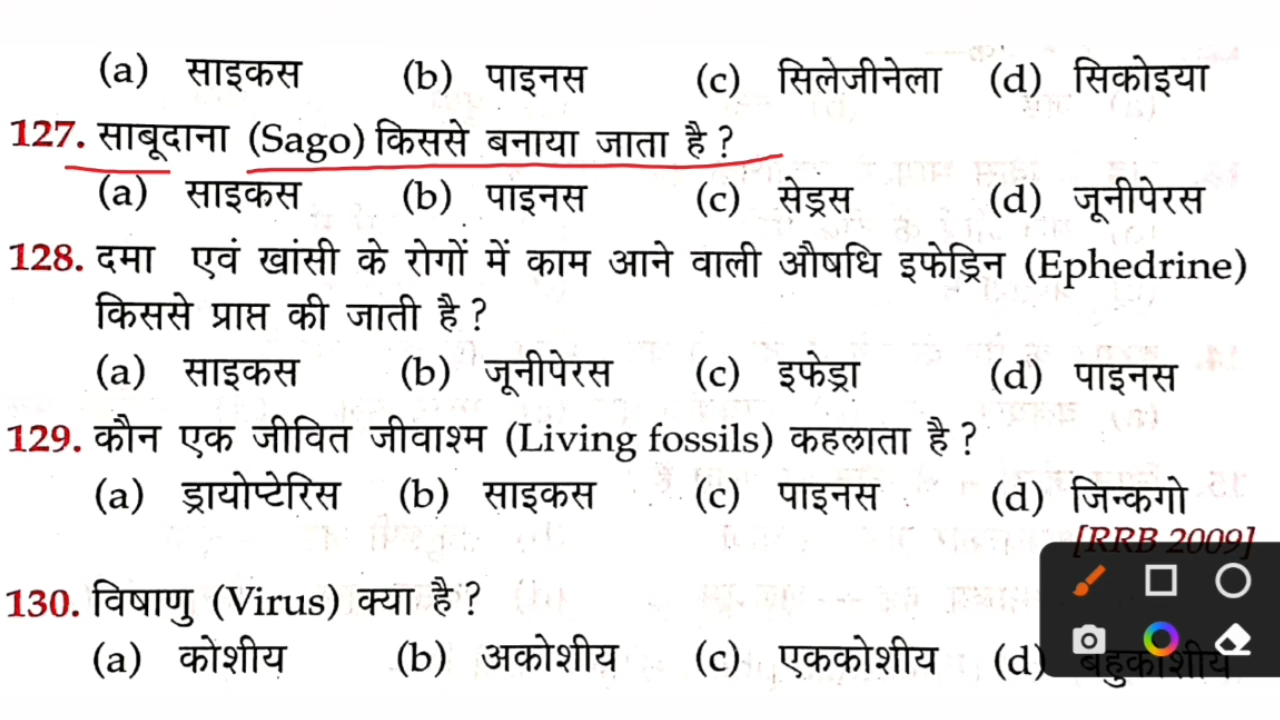 (a) साइकस (b) पाइनस (c) सिलेजीनेला (d) सिकोइया
127. साबूदाना (Sago) किससे बनाया जाता है ?
(a) साइकस (b) पाइनस (c) सेड्रस (d) जूनीपेरस
128. दमा एवं खांसी के रोगों में काम आने वाली औषधि इफेड्रिन (Ephedrine)
किससे प्राप्त की जाती है ?
(a) साइकस (b) जूनीपेरस (c) इफेड्रा (d) पाइनस
129. कौन एक जीवित जीवाश्म (Living fossils) कहलाता है ?
(a) ड्रायोप्टेरिस (b) साइकस (c) पाइनस (d) जिन्कगो
[RRB 2009]
130. विषाणु (Virus) क्या है ?
(a) कोशीय (b) अकोशीय (c) एककोशीय (d) बहुकोशीय